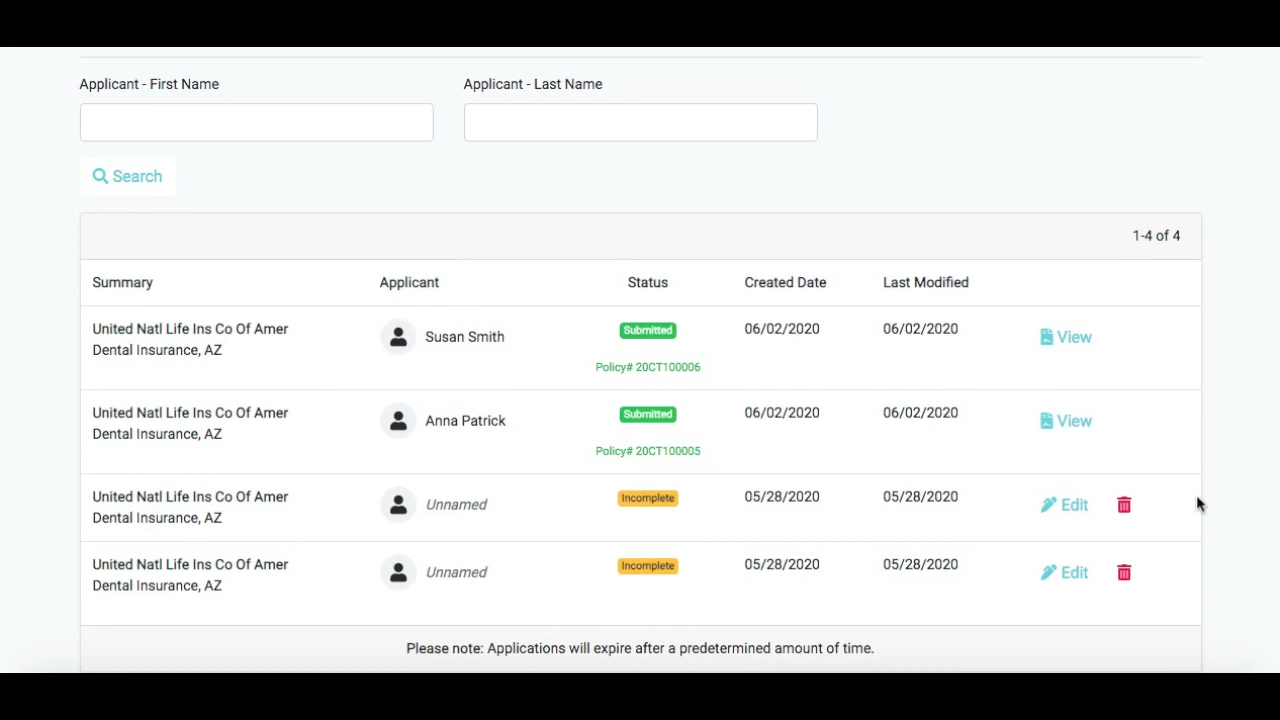 Applicant - First Name
Applicant - Last Name
Search
1-4 of 4
Summary Applicant Status Created Date Last Modified
United Natl Life Ins Co Of Amer
Dental Insurance, AZ
Susan Smith
Submitted
Policy# 20CT100006
06/02/2020
06/02/2020
View
United Natl Life Ins Co Of Amer
Dental Insurance, AZ
Anna Patrick
Submitted
Policy# 20CT100005
06/02/2020
06/02/2020
View
United Natl Life Ins Co Of Amer
Dental Insurance, AZ
Unnamed
Incomplete
05/28/2020
05/28/2020
Edit
United Natl Life Ins Co Of Amer
Dental Insurance, AZ
Unnamed
Incomplete
05/28/2020
05/28/2020
Edit
Please note: Applications will expire after a predetermined amount of time.